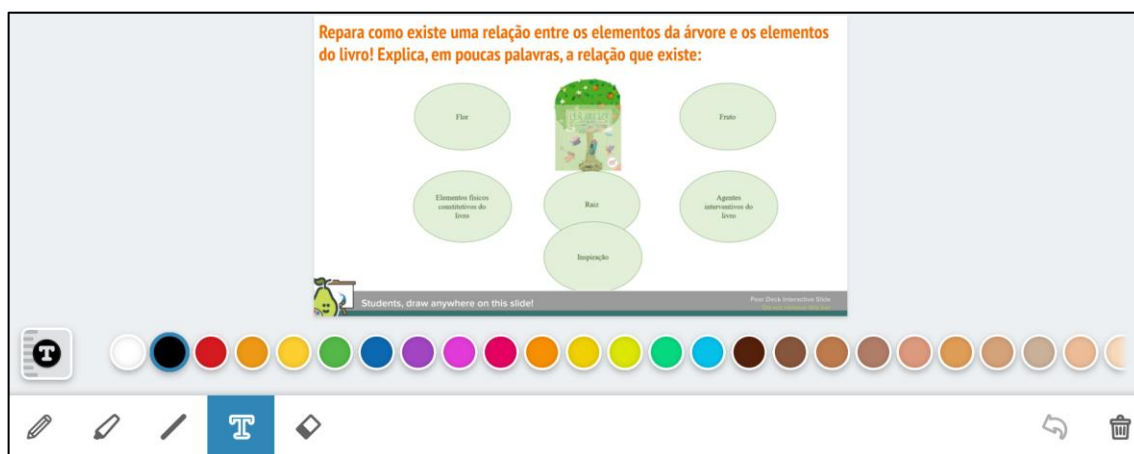 Repara como existe uma relação entre os elementos da árvore e os elementos
do livro! Explica, em poucas palavras, a relação que existe:
Flor
Fruto
Elementos físicos
constitutivos do
livro
Raiz
Agentes
interventivos do
livro
Inspiração
Students, draw anywhere on this slide!
Pear Deck Interactive Slide
T
T